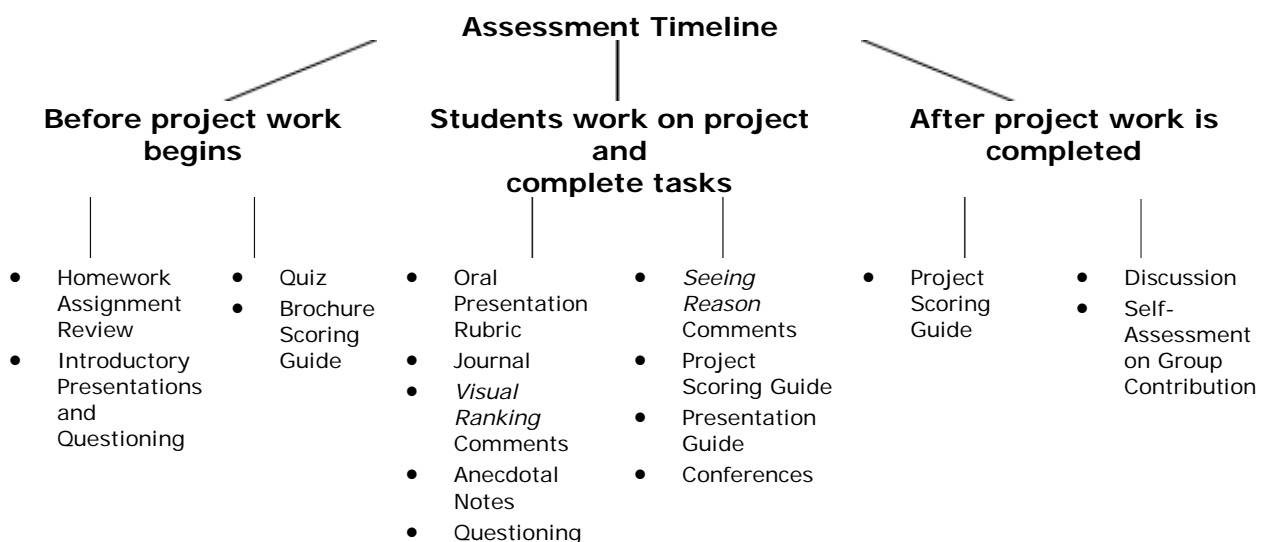 Assessment Timeline
Before project work
begins
Students work on project
and
complete tasks
After project work is
completed
• Homework
Assignment
Review
• Introductory
Presentations
and
Questioning
• Quiz
• Brochure
Scoring
Guide
• Oral
Presentation
Rubric
• Journal
• Visual
Ranking
Comments
• Anecdotal
Notes
• Questioning
• Seeing
Reason
Comments
• Project
Scoring Guide
• Presentation
Guide
• Conferences
• Project
Scoring
Guide
• Discussion
• Self-
Assessment
on Group
Contribution